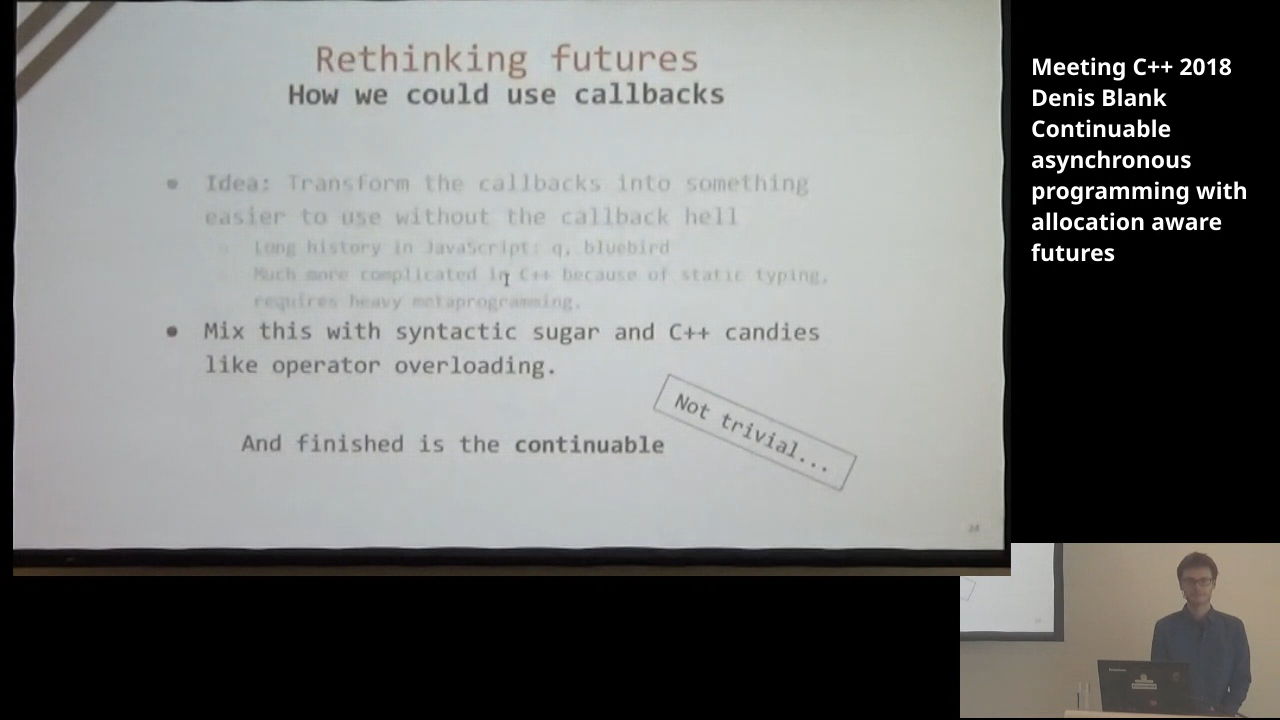 Rethinking futures
How we could use callbacks
● Idea: Transform the callbacks into something
easier to use without the callback hell
○ Long history in JavaScript: q, bluebird
○ Much more complicated in C++ because of static typing,
requires heavy metaprogramming.
● Mix this with syntactic sugar and C++ candies
like operator overloading.
Not trivial...
And finished is the continuable
24
Meeting C++ 2018
Denis Blank
Continuable
asynchronous
programming with
allocation aware
futures